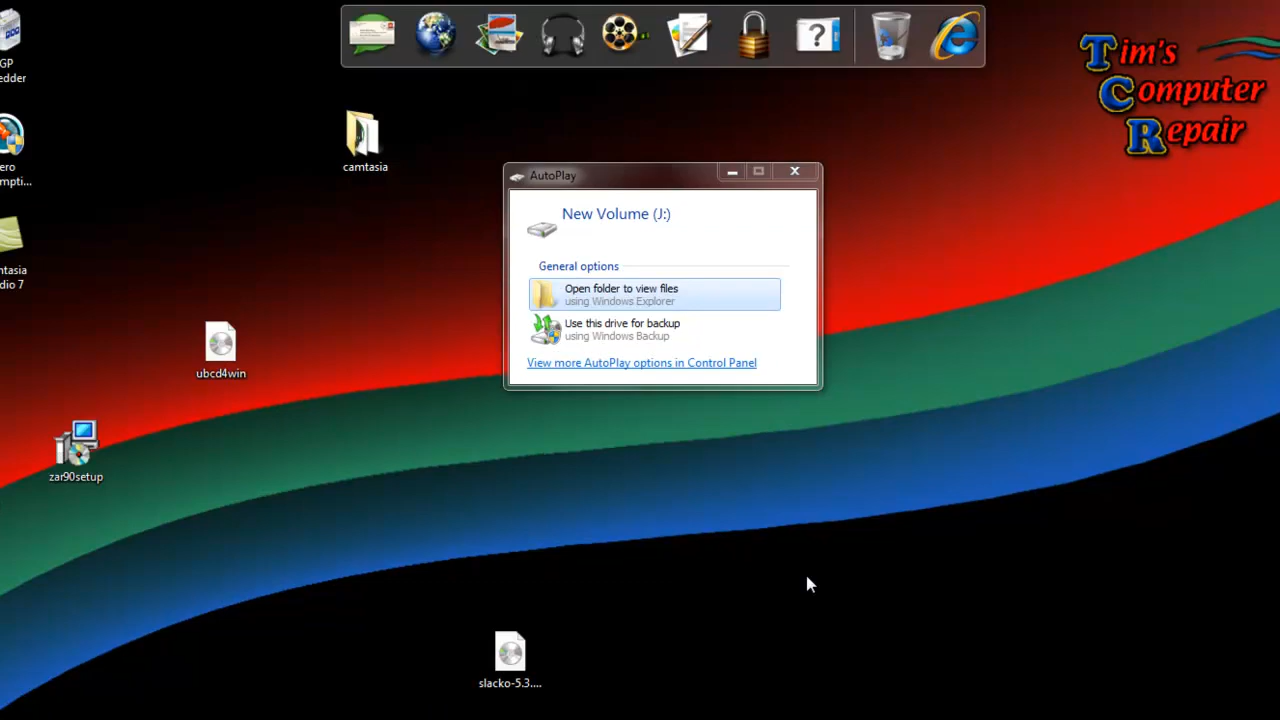 GP
edder
ero
mpti...
ntasia
dio 7
camtasia
ubcd4win
zar90setup
slacko-5.3....
?
Tim's
Computer
Repair
AutoPlay
New Volume (J:)
General options
Open folder to view files
using Windows Explorer
Use this drive for backup
using Windows Backup
View more AutoPlay options in Control Panel